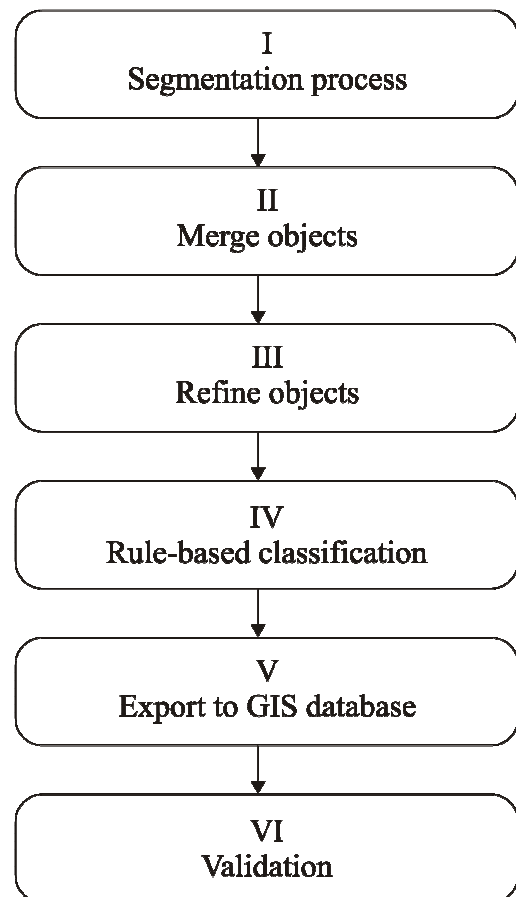 I
Segmentation process
II
Merge objects
III
Refine objects
IV
Rule-based classification
V
Export to GIS database
VI
Validation